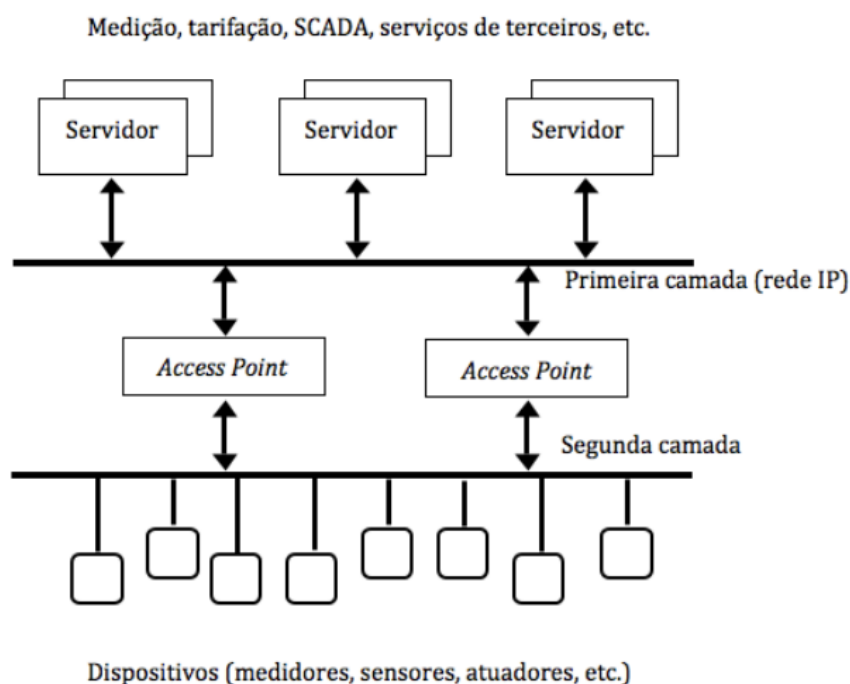 Medição, tarifação, SCADA, serviços de terceiros, etc.
Servidor
Servidor
Servidor
Primeira camada (rede IP)
Access Point
Access Point
Segunda camada
Dispositivos (medidores, sensores, atuadores, etc.)